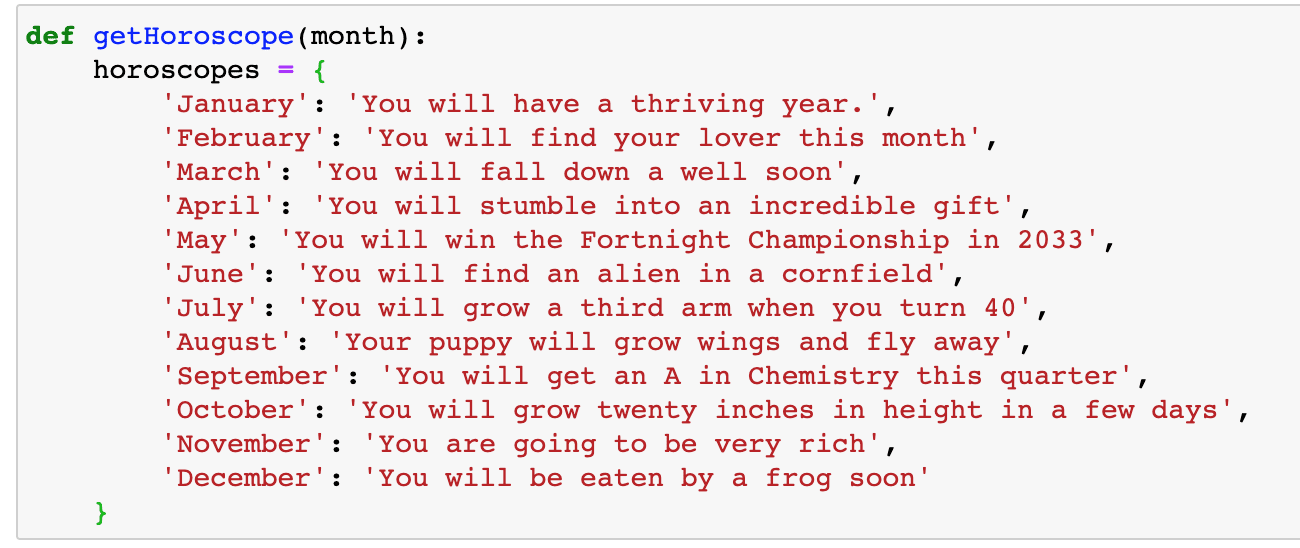 def getHoroscope(month):
    horoscopes = {
        'January': 'You will have a thriving year.',
        'February': 'You will find your lover this month',
        'March': 'You will fall down a well soon',
        'April': 'You will stumble into an incredible gift',
        'May': 'You will win the Fortnight Championship in 2033',
        'June': 'You will find an alien in a cornfield',
        'July': 'You will grow a third arm when you turn 40',
        'August': 'Your puppy will grow wings and fly away',
        'September': 'You will get an A in Chemistry this quarter',
        'October': 'You will grow twenty inches in height in a few days',
        'November': 'You are going to be very rich',
        'December': 'You will be eaten by a frog soon'
    }